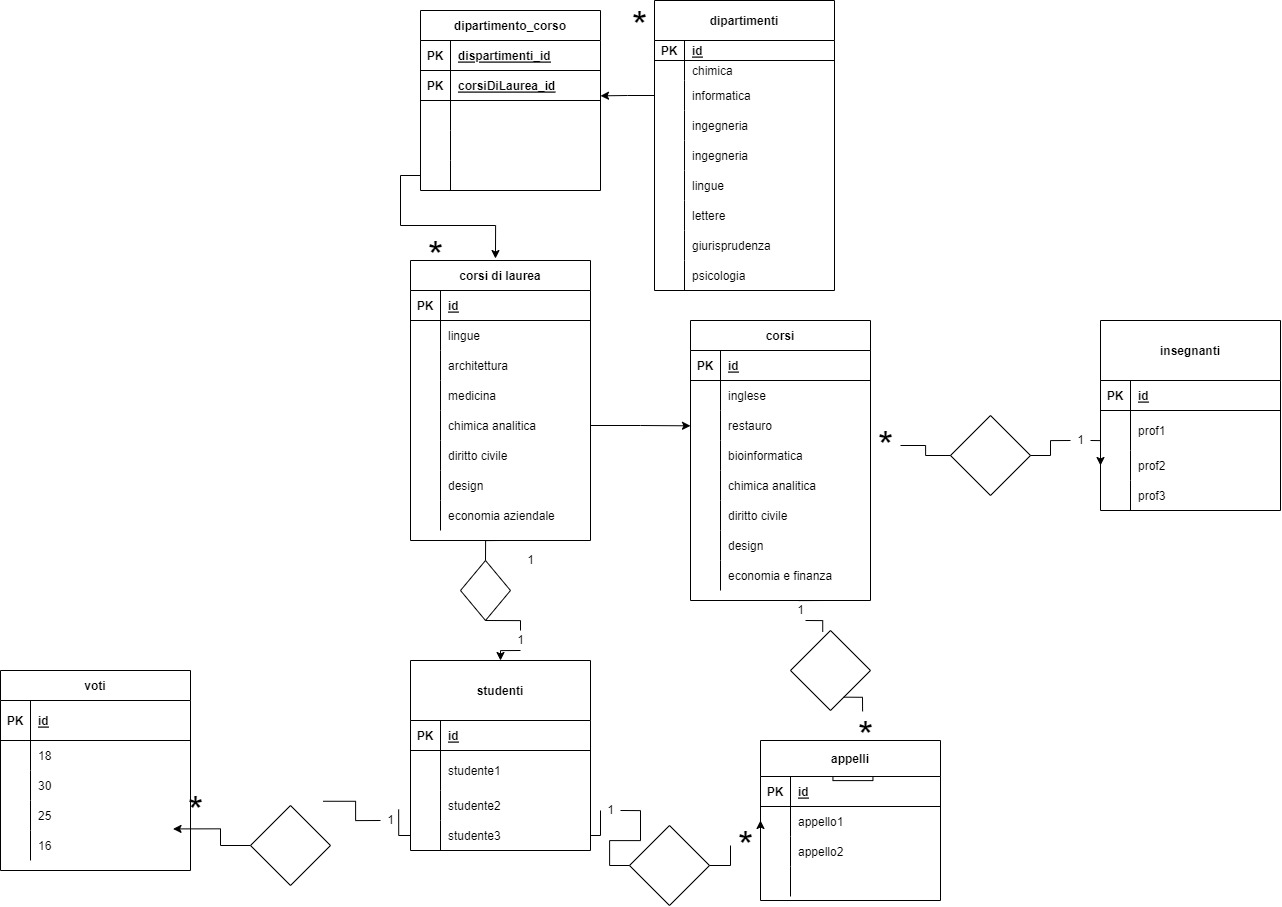 dipartimento_corso
PK dispartimenti_id
PK corsiDiLaurea_id
*
dipartimenti
PK id
chimica
informatica
ingegneria
ingegneria
lingue
lettere
giurisprudenza
psicologia
*
corsi di laurea
PK id
lingue
architettura
medicina
chimica analitica
diritto civile
design
economia aziendale
corsi
PK id
inglese
restauro
bioinformatica
chimica analitica
diritto civile
design
economia e finanza
*
1
insegnanti
PK id
prof1
prof2
prof3
1
1
1
*
voti
PK id
18
30
25
16
*
1
studenti
PK id
studente1
studente2
studente3
1
*
appelli
PK id
appello1
appello2